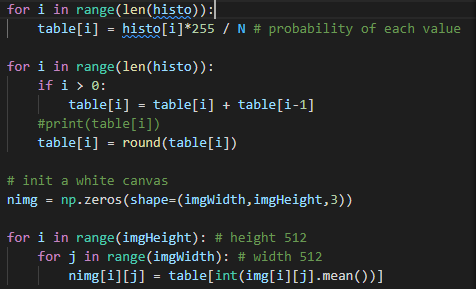 for i in range(len(histo)):
    table[i] = histo[i]*255 / N # probability of each value

for i in range(len(histo)):
    if i > 0:
        table[i] = table[i] + table[i-1]
    #print(table[i])
    table[i] = round(table[i])

# init a white canvas
nimg = np.zeros(shape=(imgWidth,imgHeight,3))

for i in range(imgHeight): # height 512
    for j in range(imgWidth): # width 512
        nimg[i][j] = table[int(img[i][j].mean())]